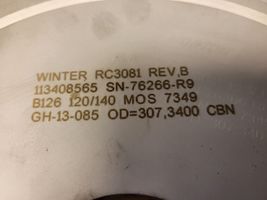 WINTER RC3081 REV,B
113408565 SN-76266-R9
B126 120/140 MOS 7349
GH-13-085 OD=307,3400 CBN